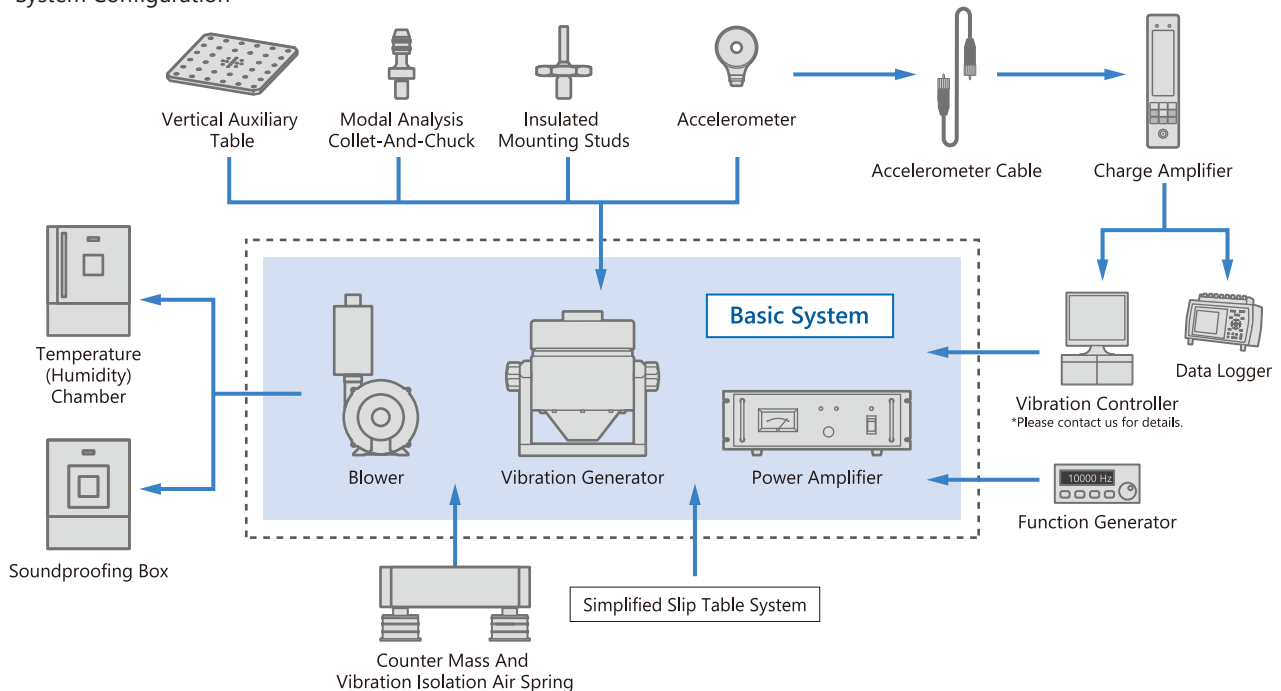 System Configuration
Vertical Auxiliary
Table
Modal Analysis
Collet-And-Chuck
Insulated
Mounting Studs
Accelerometer
Accelerometer Cable
Charge Amplifier
Temperature
(Humidity)
Chamber
Soundproofing Box
Basic System
Blower
Vibration Generator
Power Amplifier
Vibration Controller
*Please contact us for details.
Data Logger
10000 Hz
Function Generator
Simplified Slip Table System
Counter Mass And
Vibration Isolation Air Spring